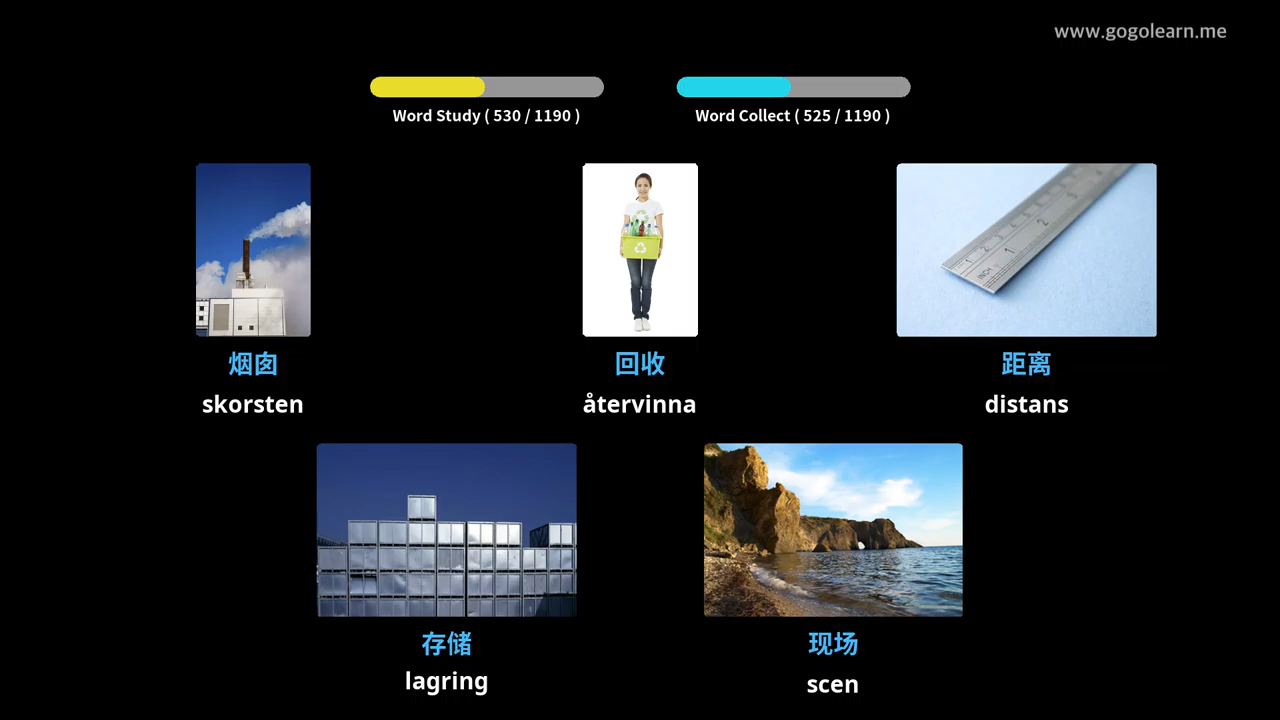 www.gogolearn.me
Word Study ( 530 / 1190 )
Word Collect ( 525 / 1190 )
烟囱
skorsten
回收
återvinna
距离
distans
存储
lagring
现场
scen